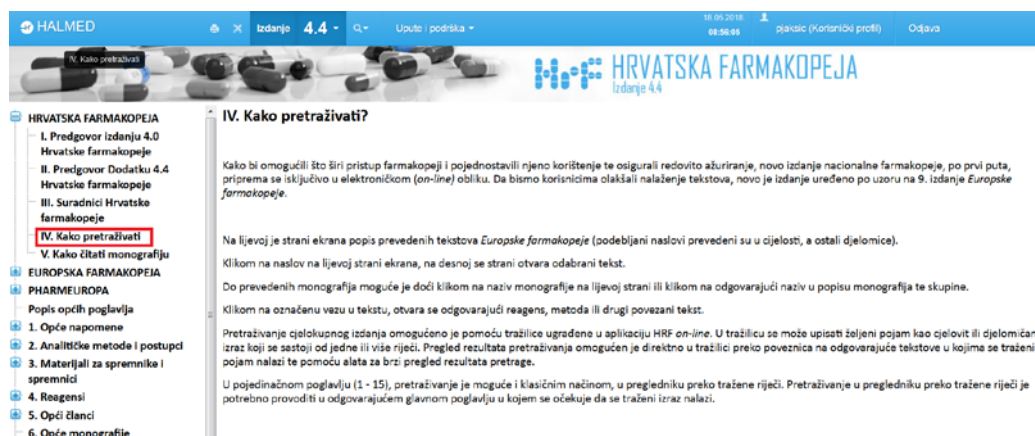 HALMED
Izdanje 4.4
Upute i podrška
18.05.2018.
08:56:05
pjaksic (Korisnički profil)
Odjava
IV. Kako pretraživati
HRVATSKA FARMAKOPEJA
Izdanje 4.4
HRVATSKA FARMAKOPEJA
I. Predgovor izdanju 4.0
Hrvatske farmakopeje
II. Predgovor Dodatku 4.4
Hrvatske farmakopeje
III. Suradnici Hrvatske
farmakopeje
IV. Kako pretraživati
V. Kako čitati monografiju
EUROPSKA FARMAKOPEJA
PHARMEUROPA
Popis općih poglavlja
1. Opće napomene
2. Analitičke metode i postupci
3. Materijali za spremnike i
spremnici
4. Reagensi
5. Opći članci
6. Opće monografije
IV. Kako pretraživati?
Kako bi omogućili što širi pristup farmakopeji i pojednostavili njeno korištenje te osigurali redovito ažuriranje, novo izdanje nacionalne farmakopeje, po prvi puta,
priprema se isključivo u elektroničkom (on-line) obliku. Da bismo korisnicima olakšali nalaženje tekstova, novo je izdanje uređeno po uzoru na 9. izdanje Europske
farmakopeje.
Na lijevoj je strani ekrana popis prevedenih tekstova Europske farmakopeje (podebljani naslovi prevedeni su u cijelosti, a ostali djelomice).
Klikom na naslov na lijevoj strani ekrana, na desnoj se strani otvara odabrani tekst.
Do prevedenih monografija moguće je doći klikom na naziv monografije na lijevoj strani ili klikom na odgovarajući naziv u popisu monografija te skupine.
Klikom na označenu vezu u tekstu, otvara se odgovarajući reagens, metoda ili drugi povezani tekst.
Pretraživanje cjelokupnog izdanja omogućeno je pomoću tražilice ugrađene u aplikaciju HRF on-line. U tražilicu se može upisati željeni pojam kao cjelovit ili djelomičan
izraz koji se sastoji od jedne ili više riječi. Pregled rezultata pretraživanja omogućen je direktno u tražilici preko poveznica na odgovarajuće tekstove u kojima se traženi
pojam nalazi te pomoću alata za brzi pregled rezultata pretrage.
U pojedinačnom poglavlju (1 - 15), pretraživanje je moguće i klasičnim načinom, u pregledniku preko tražene riječi. Pretraživanje u pregledniku preko tražene riječi je
potrebno provoditi u odgovarajućem glavnom poglavlju u kojem se očekuje da se traženi izraz nalazi.